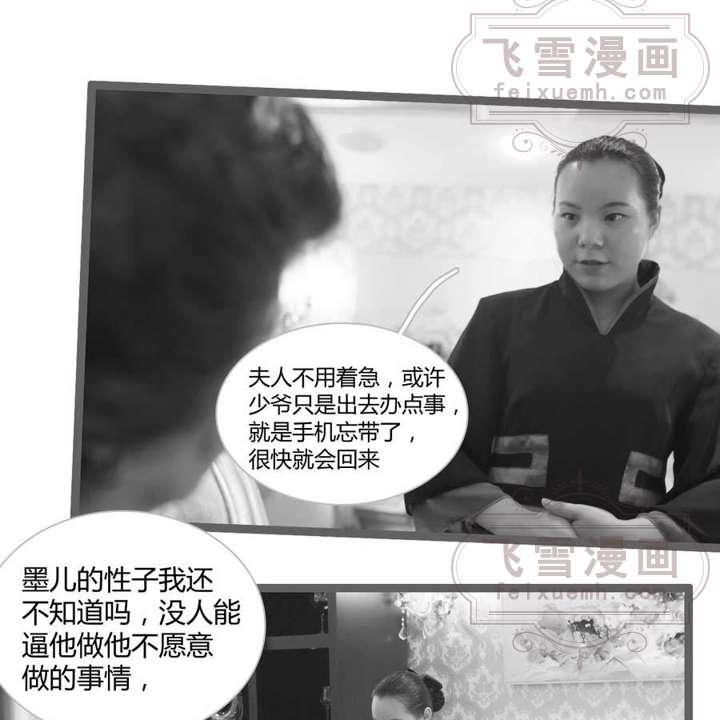 飞雪漫画
feixuemh.com
夫人不用着急，或许
少爷只是出去办点事，
就是手机忘带了，
很快就会回来
飞雪漫画
feixuemh.com
墨儿的性子我还
不知道吗，没人能
逼他做他不愿意
做的事情，